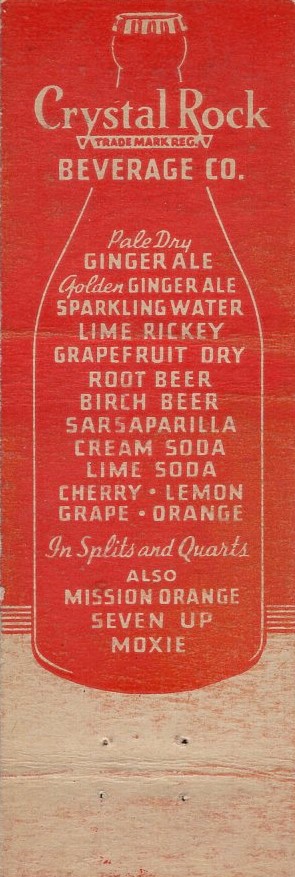 Crystal Rock
TRADE MARK REG.
BEVERAGE CO.
Pale Dry
GINGER ALE
Golden GINGER ALE
SPARKLING WATER
LIME RICKEY
GRAPEFRUIT DRY
ROOT BEER
BIRCH BEER
SARSAPARILLA
CREAM SODA
LIME SODA
CHERRY • LEMON
GRAPE • ORANGE
In Splits and Quarts
ALSO
MISSION ORANGE
SEVEN UP
MOXIE